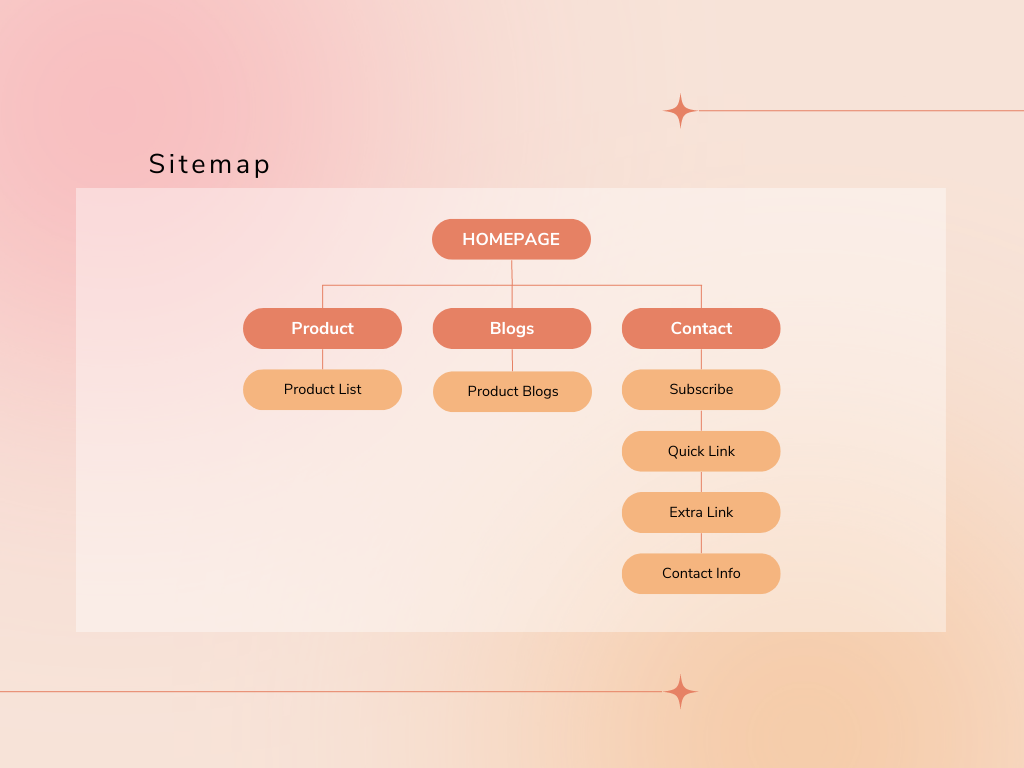 Sitemap
HOMEPAGE
Product
Blogs
Contact
Product List
Product Blogs
Subscribe
Quick Link
Extra Link
Contact Info